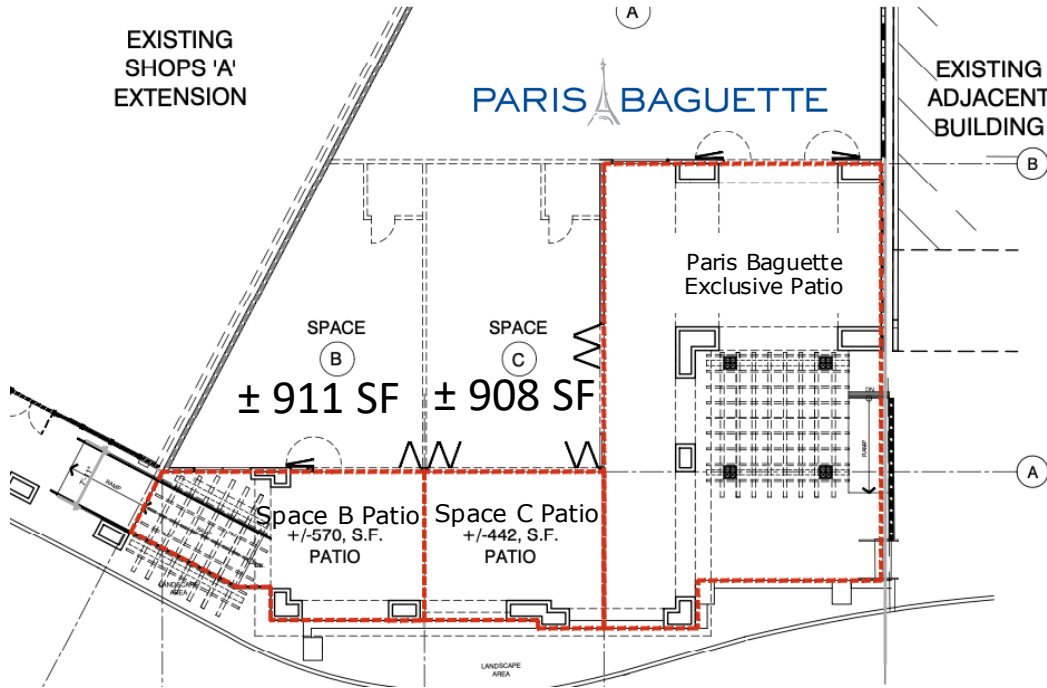 A
EXISTING
SHOPS 'A'
EXTENSION
PARIS BAGUETTE
EXISTING
ADJACENT
BUILDING
B
Paris Baguette
Exclusive Patio
SPACE
B
± 911 SF
SPACE
C
± 908 SF
DN
RAMP
A
RAMP
Space B Patio
+/-570, S.F.
PATIO
Space C Patio
+/-442, S.F.
PATIO
LANDSCAPE
AREA
LANDSCAPE
AREA